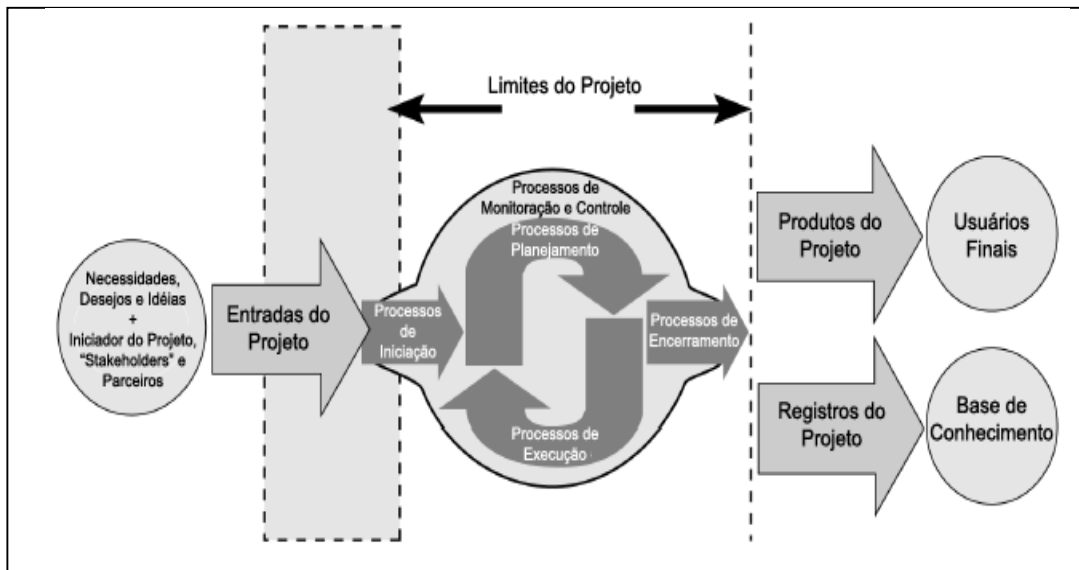 Limites do Projeto
Necessidades,
Desejos e Idéias
+
Iniciador do Projeto,
“Stakeholders” e
Parceiros
Entradas do
Projeto
Processos
de
Iniciação
Processos de
Monitoração e Controle
Processos de
Planejamento
Processos de
Execução
Processos de
Encerramento
Produtos do
Projeto
Usuários
Finais
Registros do
Projeto
Base de
Conhecimento